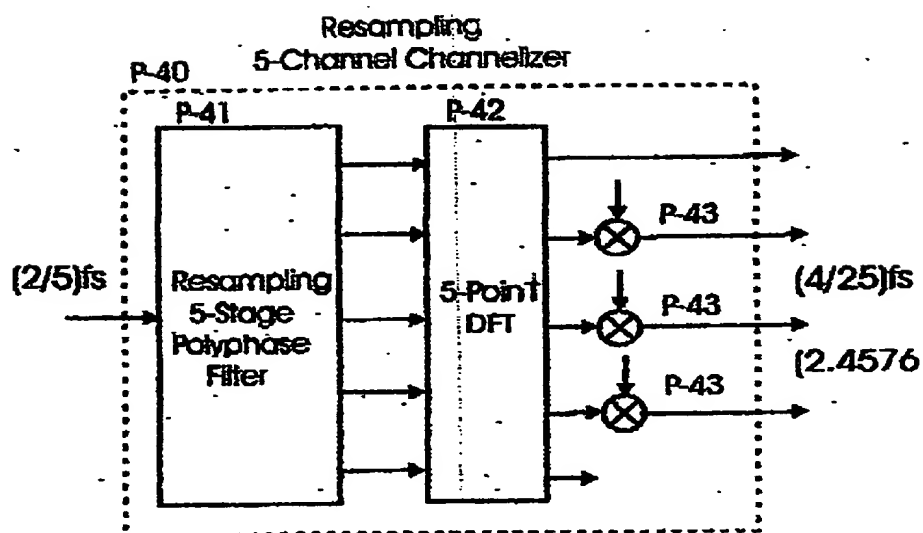 Resampling
5-Channel Channelizer
P-40
P-41
P-42
P-43
(2/5)fs
Resampling
5-Stage
Polyphase
Filter
5-Point
DFT
P-43
(4/25)fs
(2.4576
P-43